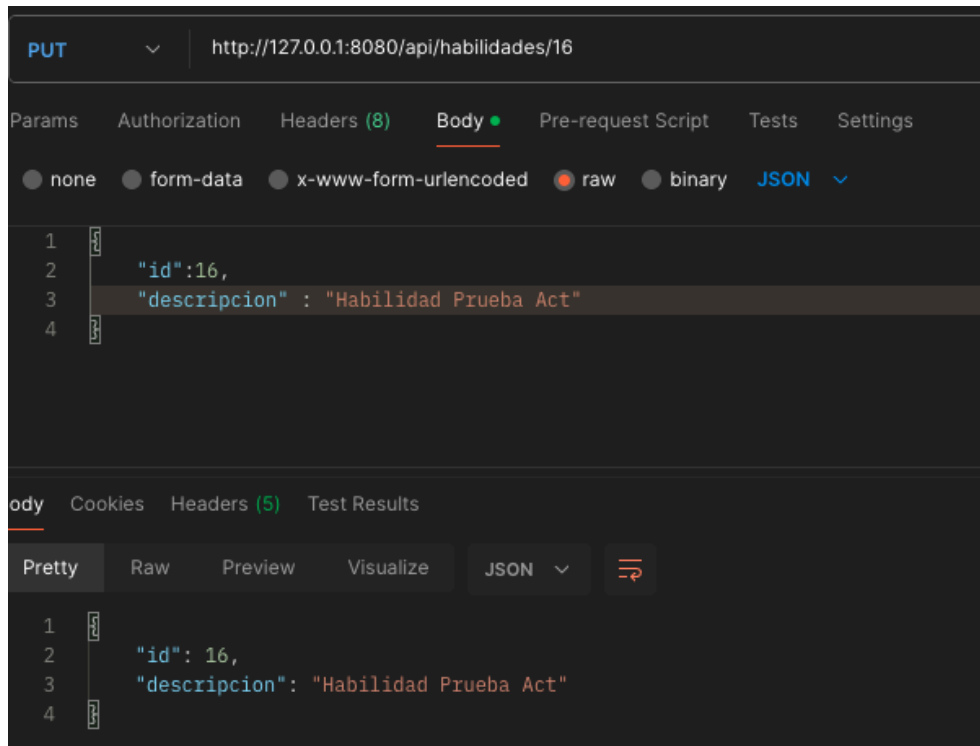 PUT http://127.0.0.1:8080/api/habilidades/16
Params Authorization Headers (8) Body Pre-request Script Tests Settings
none form-data x-www-form-urlencoded raw binary JSON
1 {
2 "id":16,
3 "descripcion" : "Habilidad Prueba Act"
4 }
ody Cookies Headers (5) Test Results
Pretty Raw Preview Visualize JSON
1 {
2 "id": 16,
3 "descripcion": "Habilidad Prueba Act"
4 }